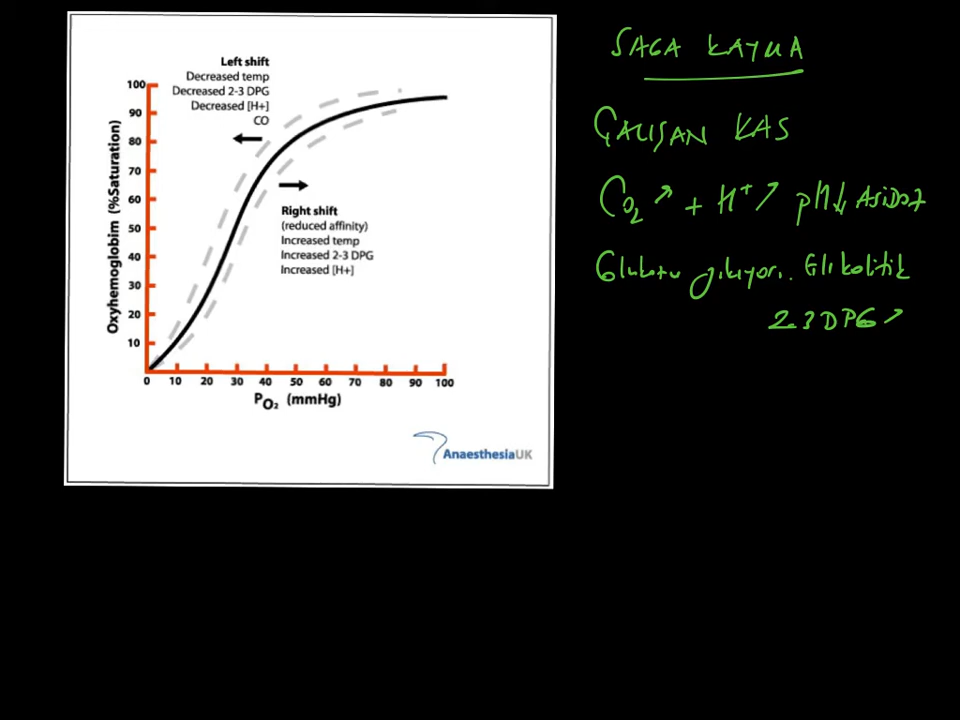 Left shift
Decreased temp
Decreased 2-3 DPG
Decreased [H+]
CO
Right shift
(reduced affinity)
Increased temp
Increased 2-3 DPG
Increased [H+]
Oxyhemoglobim (%Saturation)
100
90
80
70
60
50
40
30
20
10
0 10 20 30 40 50 60 70 80 90 100
PO₂ (mmHg)
AnaesthesiaUK
SAGA KAYMA
ÇALIŞAN KAS
CO₂ ↗ + H⁺ ↗ pH↓ ASiDoz
yıkıyor.. Glikolitik
2.3 DPG ↗